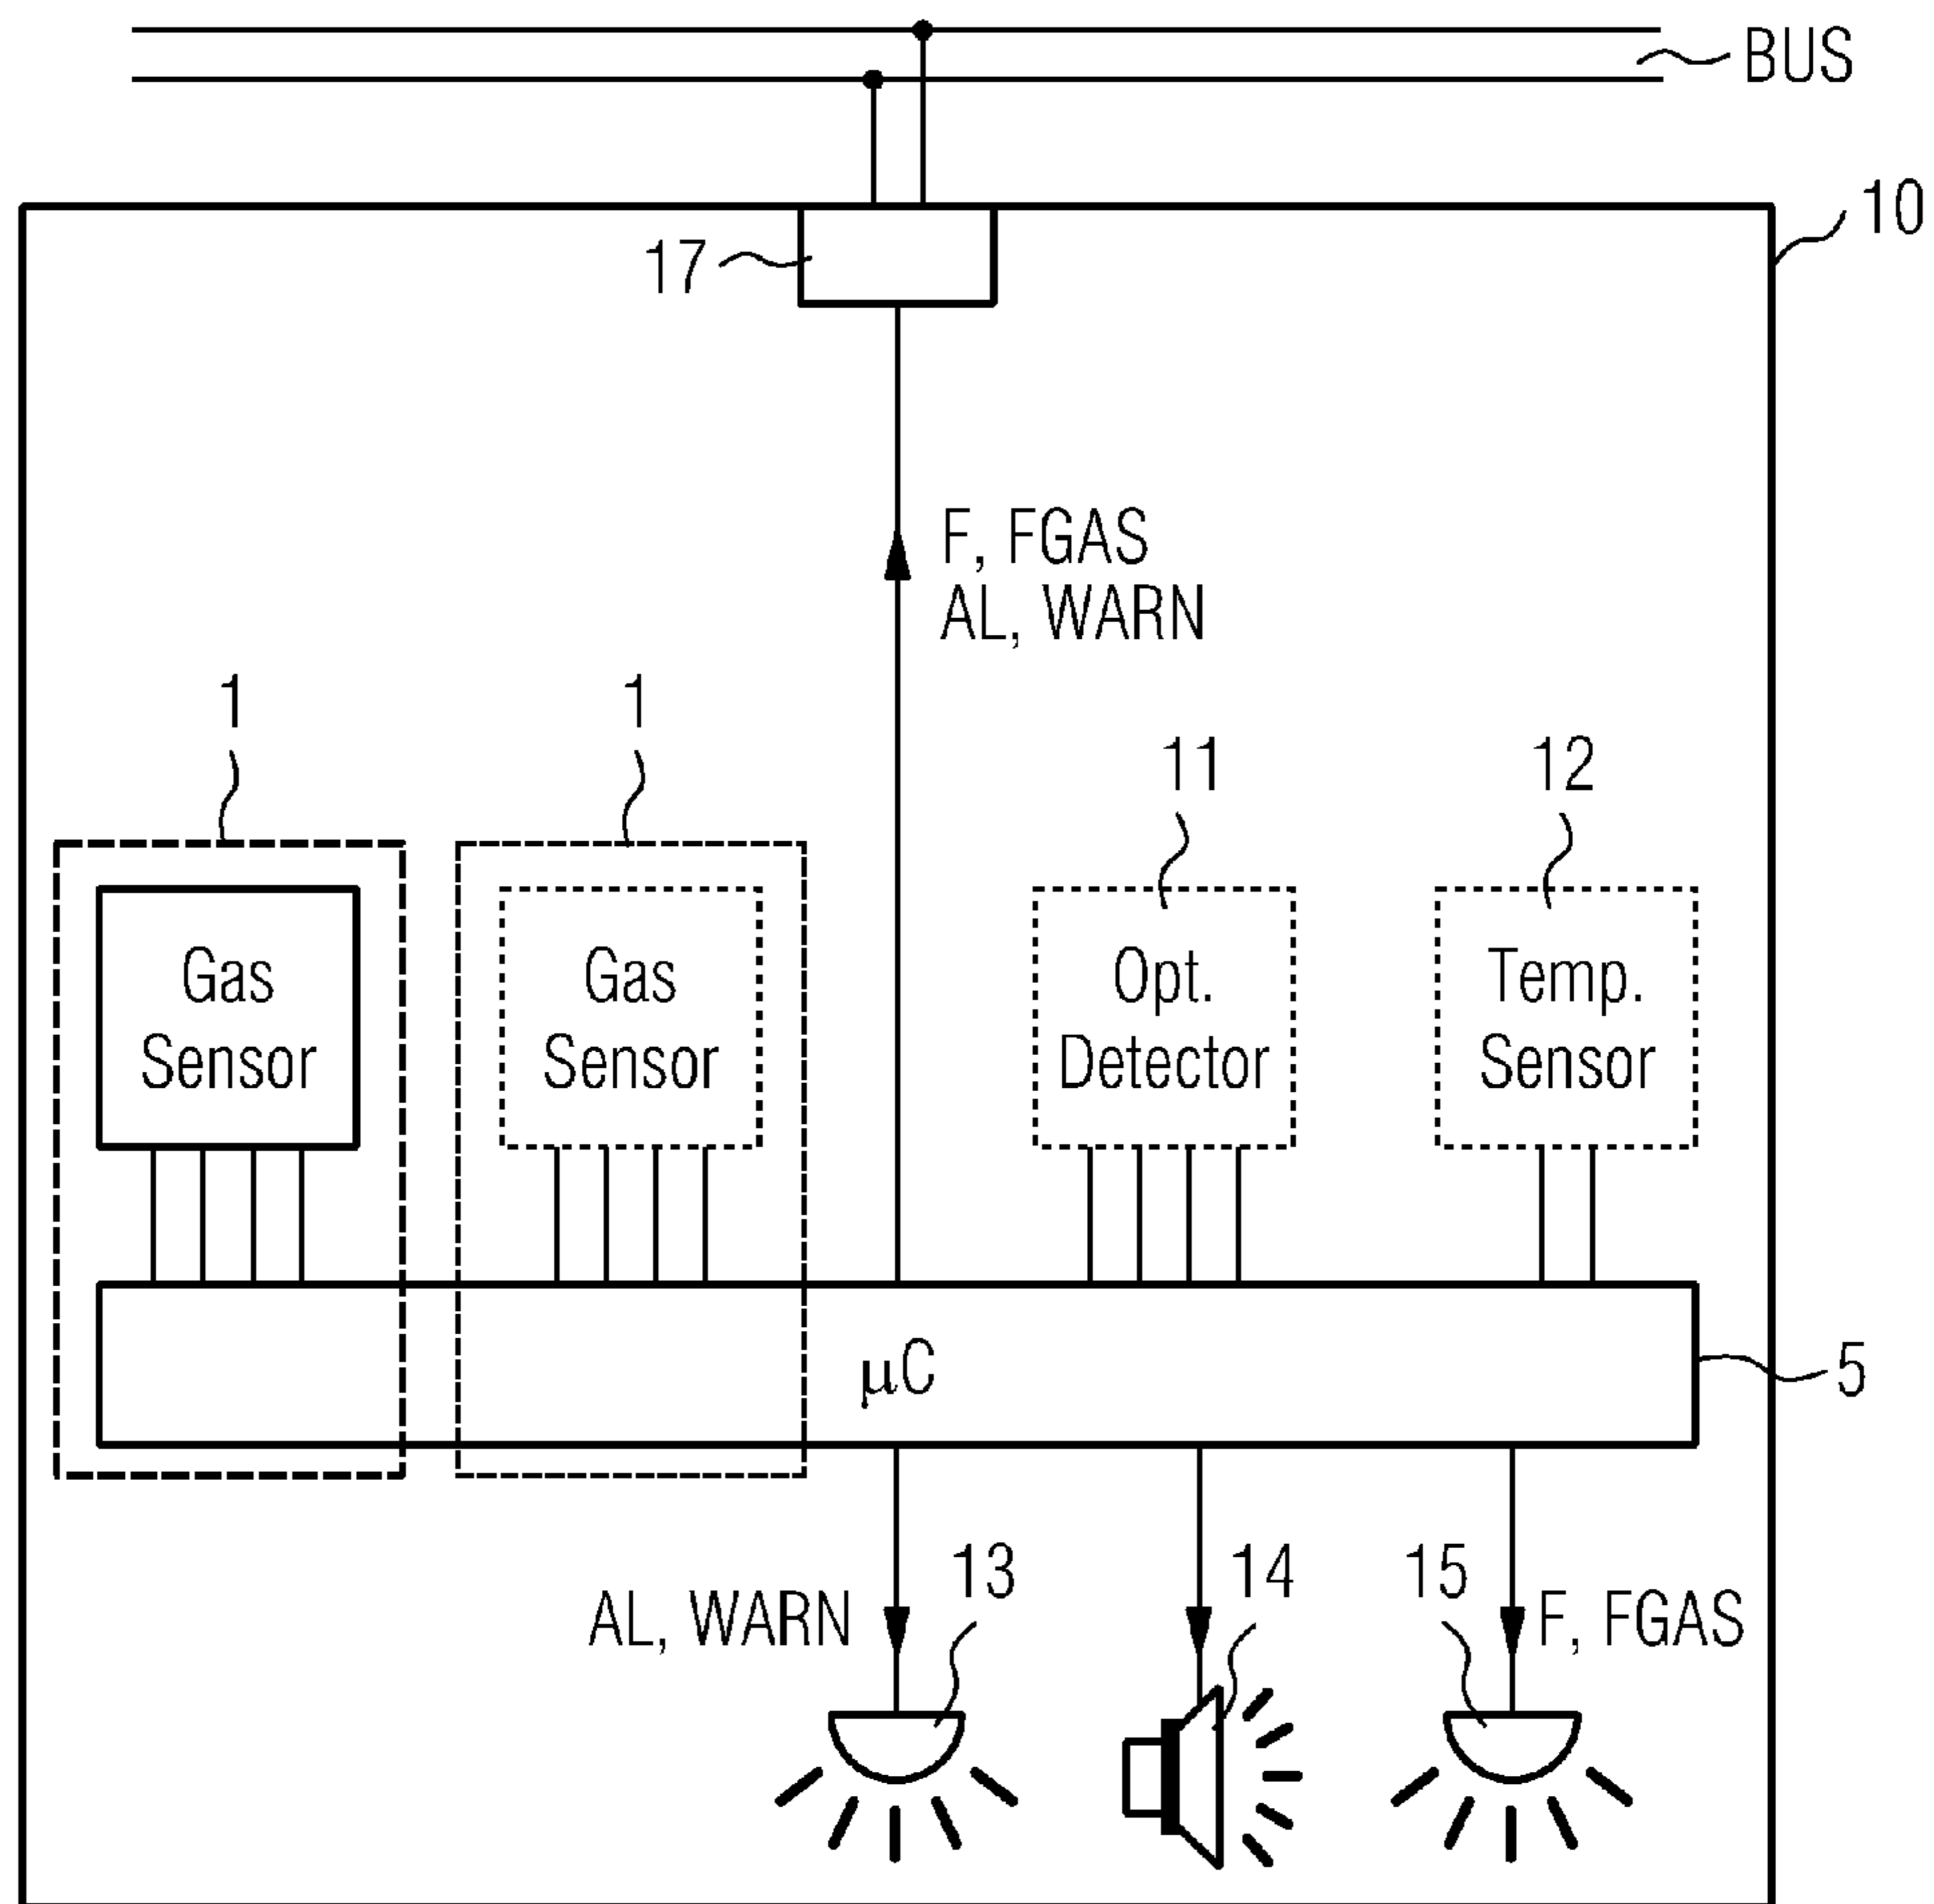 BUS
10
17
F, FGAS
AL, WARN
1
1
11
12
Gas
Sensor
Gas
Sensor
Opt.
Detector
Temp.
Sensor
µC
5
13
14
15
AL, WARN
F, FGAS